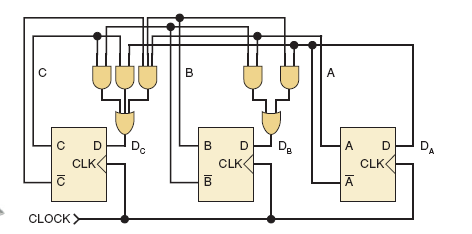 C B A
C D D_C B D D_B A D D_A
CLK CLK CLK
C̅ B̅ A̅
CLOCK